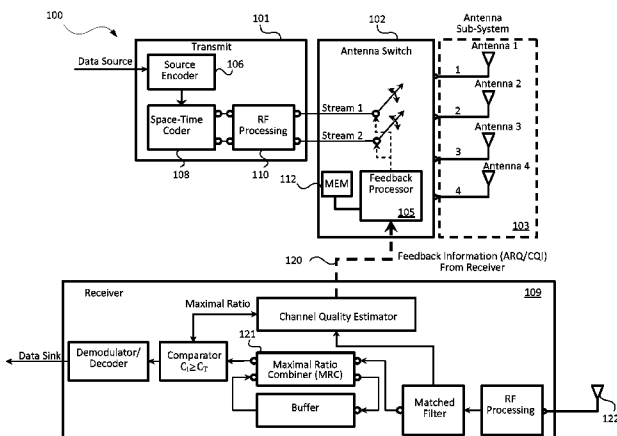 100
101
102
Antenna
Sub-System
Transmit
Antenna Switch
Data Source
Source
Encoder
106
Space-Time
Coder
RF
Processing
108
110
Stream 1
Stream 2
112
MEM
Feedback
Processor
105
1
2
3
4
Antenna 1
Antenna 2
Antenna 3
Antenna 4
103
120
Feedback Information (ARQ/CQI)
From Receiver
Receiver
109
Maximal Ratio
Channel Quality Estimator
121
Data Sink
Demodulator/
Decoder
Comparator
Ci≥CT
Maximal Ratio
Combiner (MRC)
Buffer
Matched
Filter
RF
Processing
122